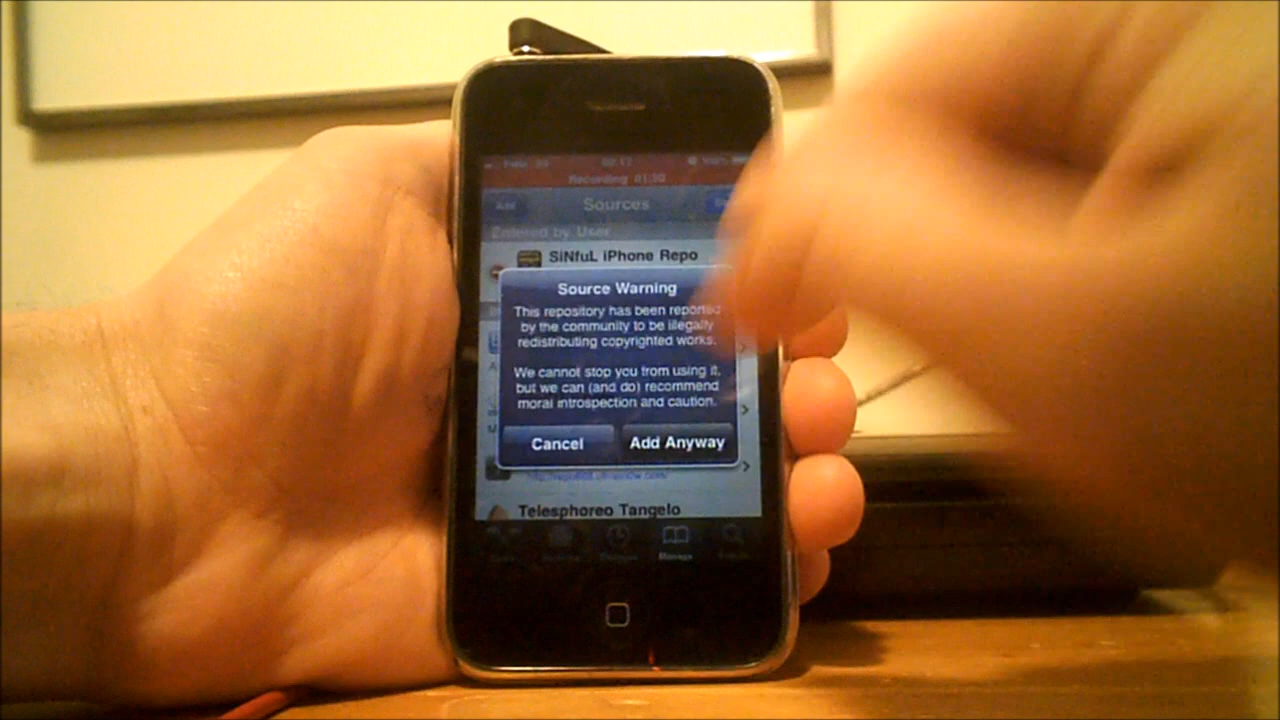 Recording
Add
Sources
Entered by User
SiNfuL iPhone Repo
Source Warning
This repository has been reported
by the community to be illegally
redistributing copyrighted works.
We cannot stop you from using it,
but we can (and do) recommend
moral introspection and caution.
Cancel
Add Anyway
Telesphoreo Tangelo
Manage